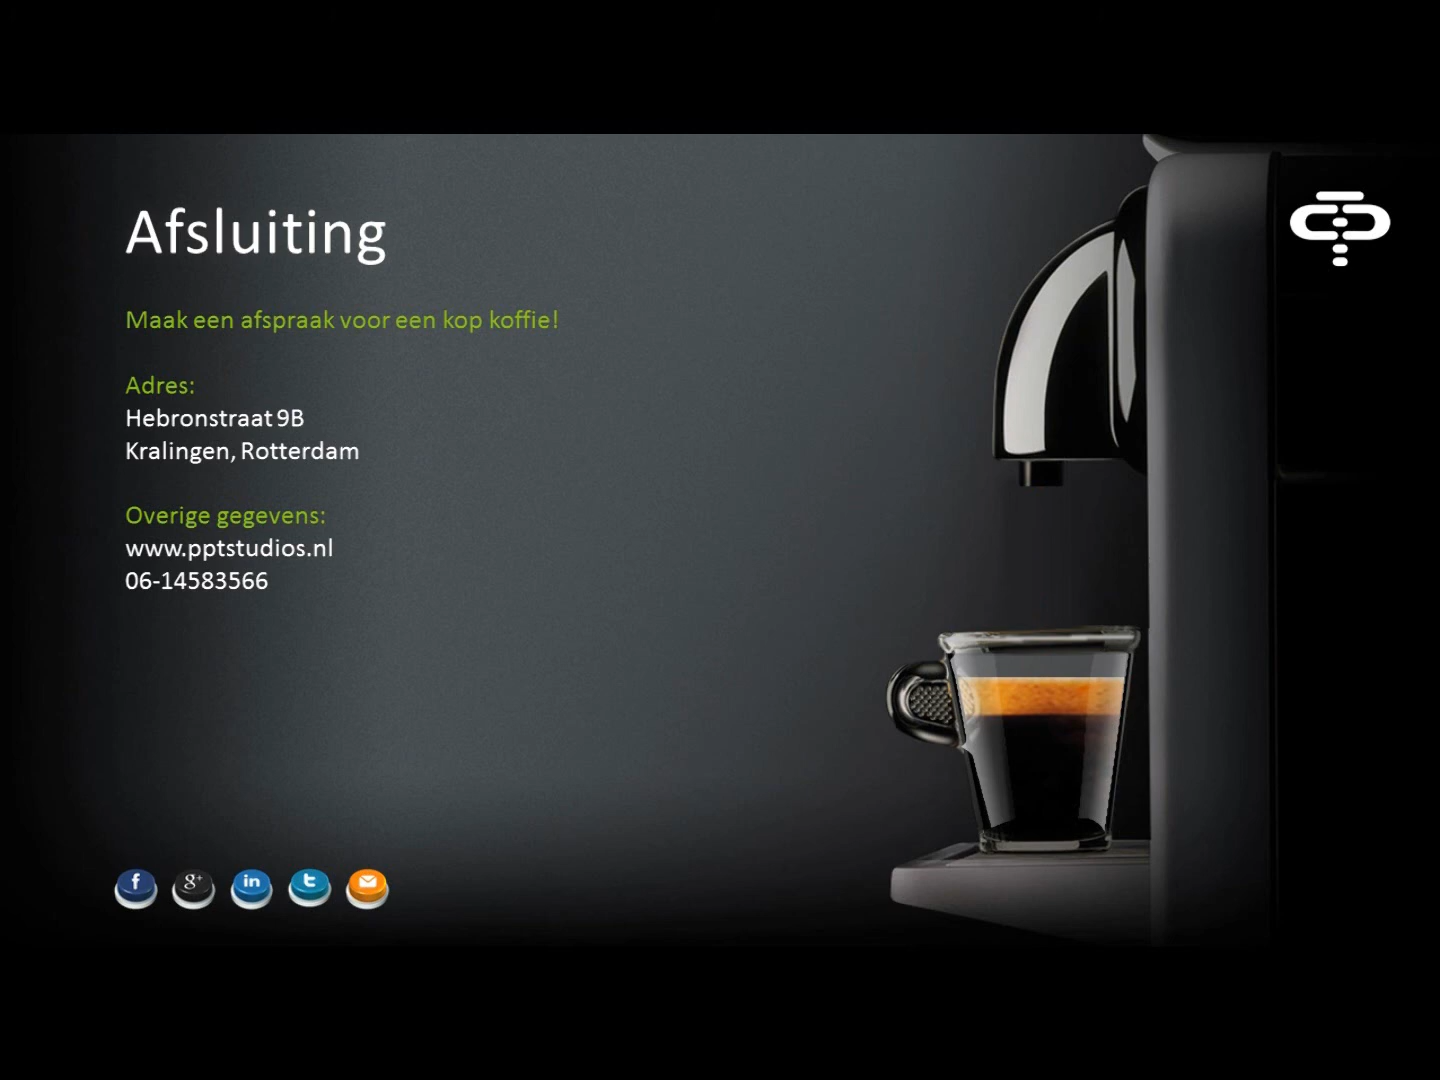 Afsluiting
Maak een afspraak voor een kop koffie!
Adres:
Hebronstraat 9B
Kralingen, Rotterdam
Overige gegevens:
www.pptstudios.nl
06-14583566
f
g+
in
t